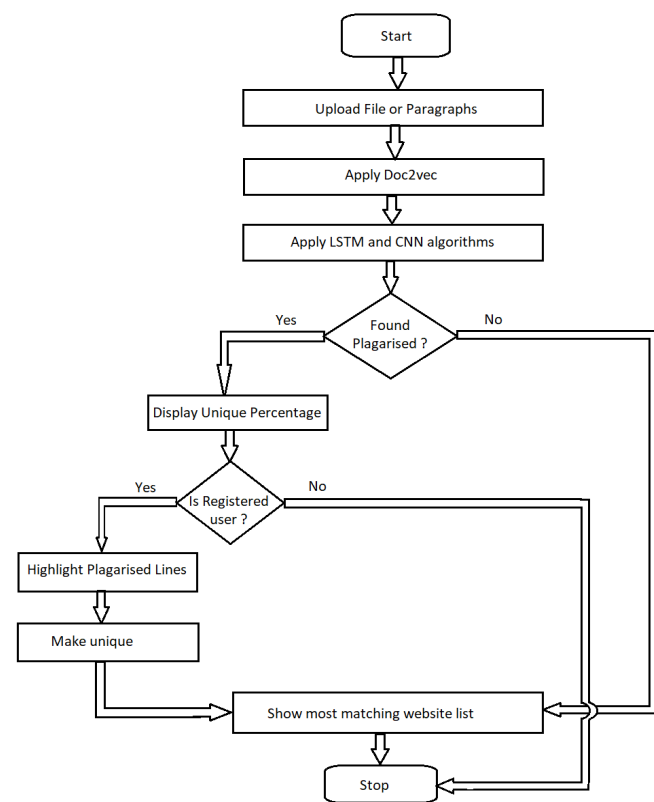 Start
Upload File or Paragraphs
Apply Doc2vec
Apply LSTM and CNN algorithms
Yes
Found
Plagarised ?
No
Display Unique Percentage
Yes
Is Registered
user ?
No
Highlight Plagarised Lines
Make unique
Show most matching website list
Stop